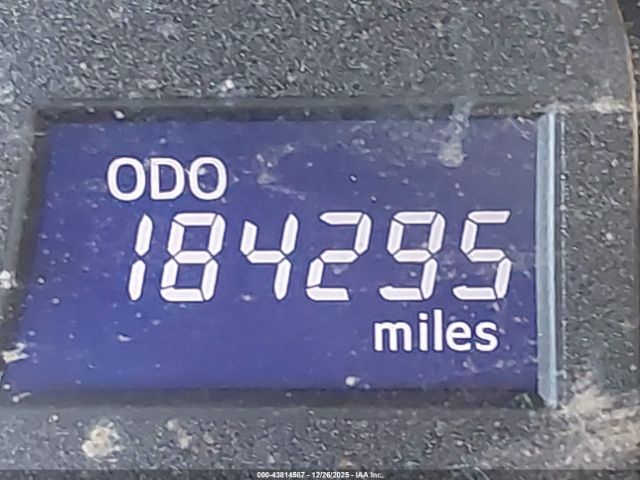 ODO
184295
miles
000-43814587 - 12/26/2025 - IAA Inc.